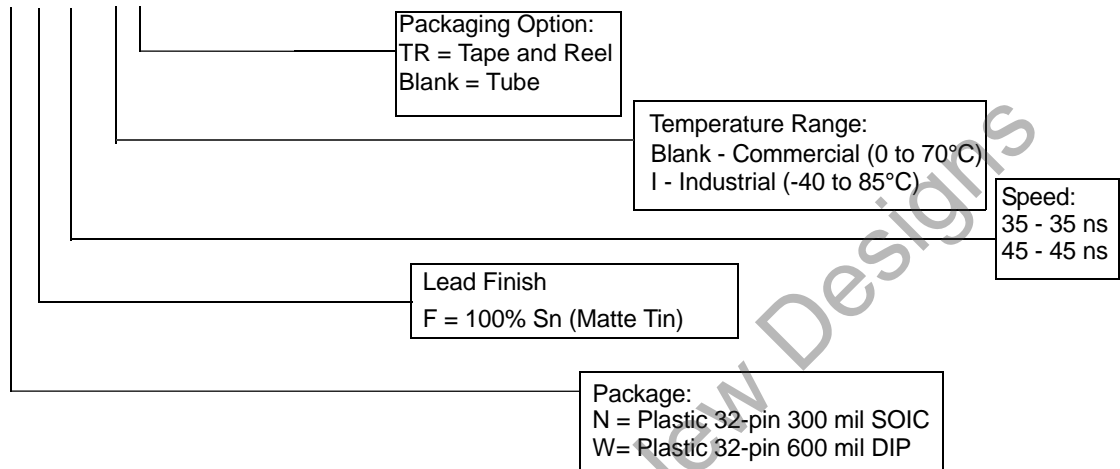 Packaging Option:
TR = Tape and Reel
Blank = Tube
Temperature Range:
Blank - Commercial (0 to 70°C)
I - Industrial (-40 to 85°C)
Speed:
35 - 35 ns
45 - 45 ns
Lead Finish
F = 100% Sn (Matte Tin)
Package:
N = Plastic 32-pin 300 mil SOIC
W= Plastic 32-pin 600 mil DIP
New Designs